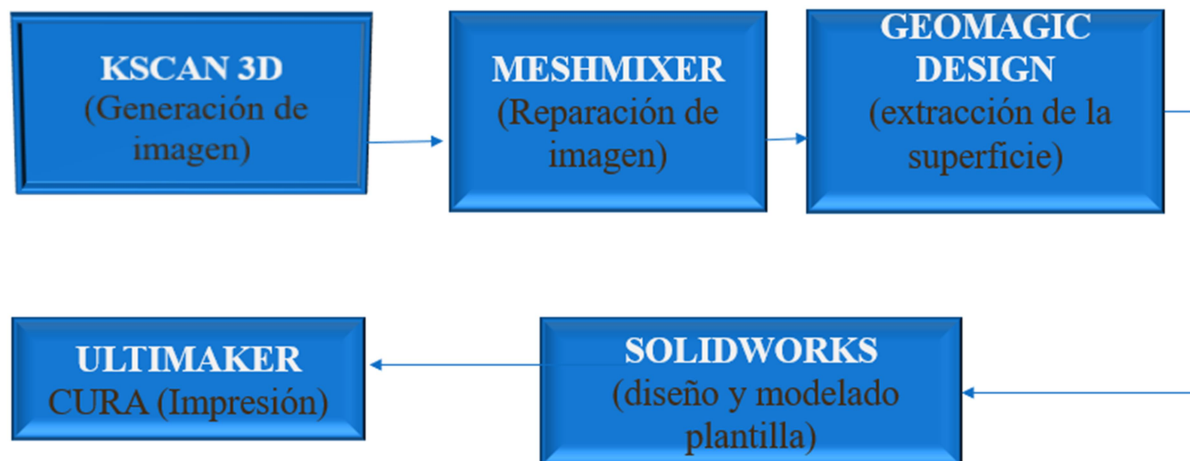 KSCAN 3D
(Generación de
imagen)
MESHMIXER
(Reparación de
imagen)
GEOMAGIC
DESIGN
(extracción de la
superficie)
ULTIMAKER
CURA (Impresión)
SOLIDWORKS
(diseño y modelado
plantilla)